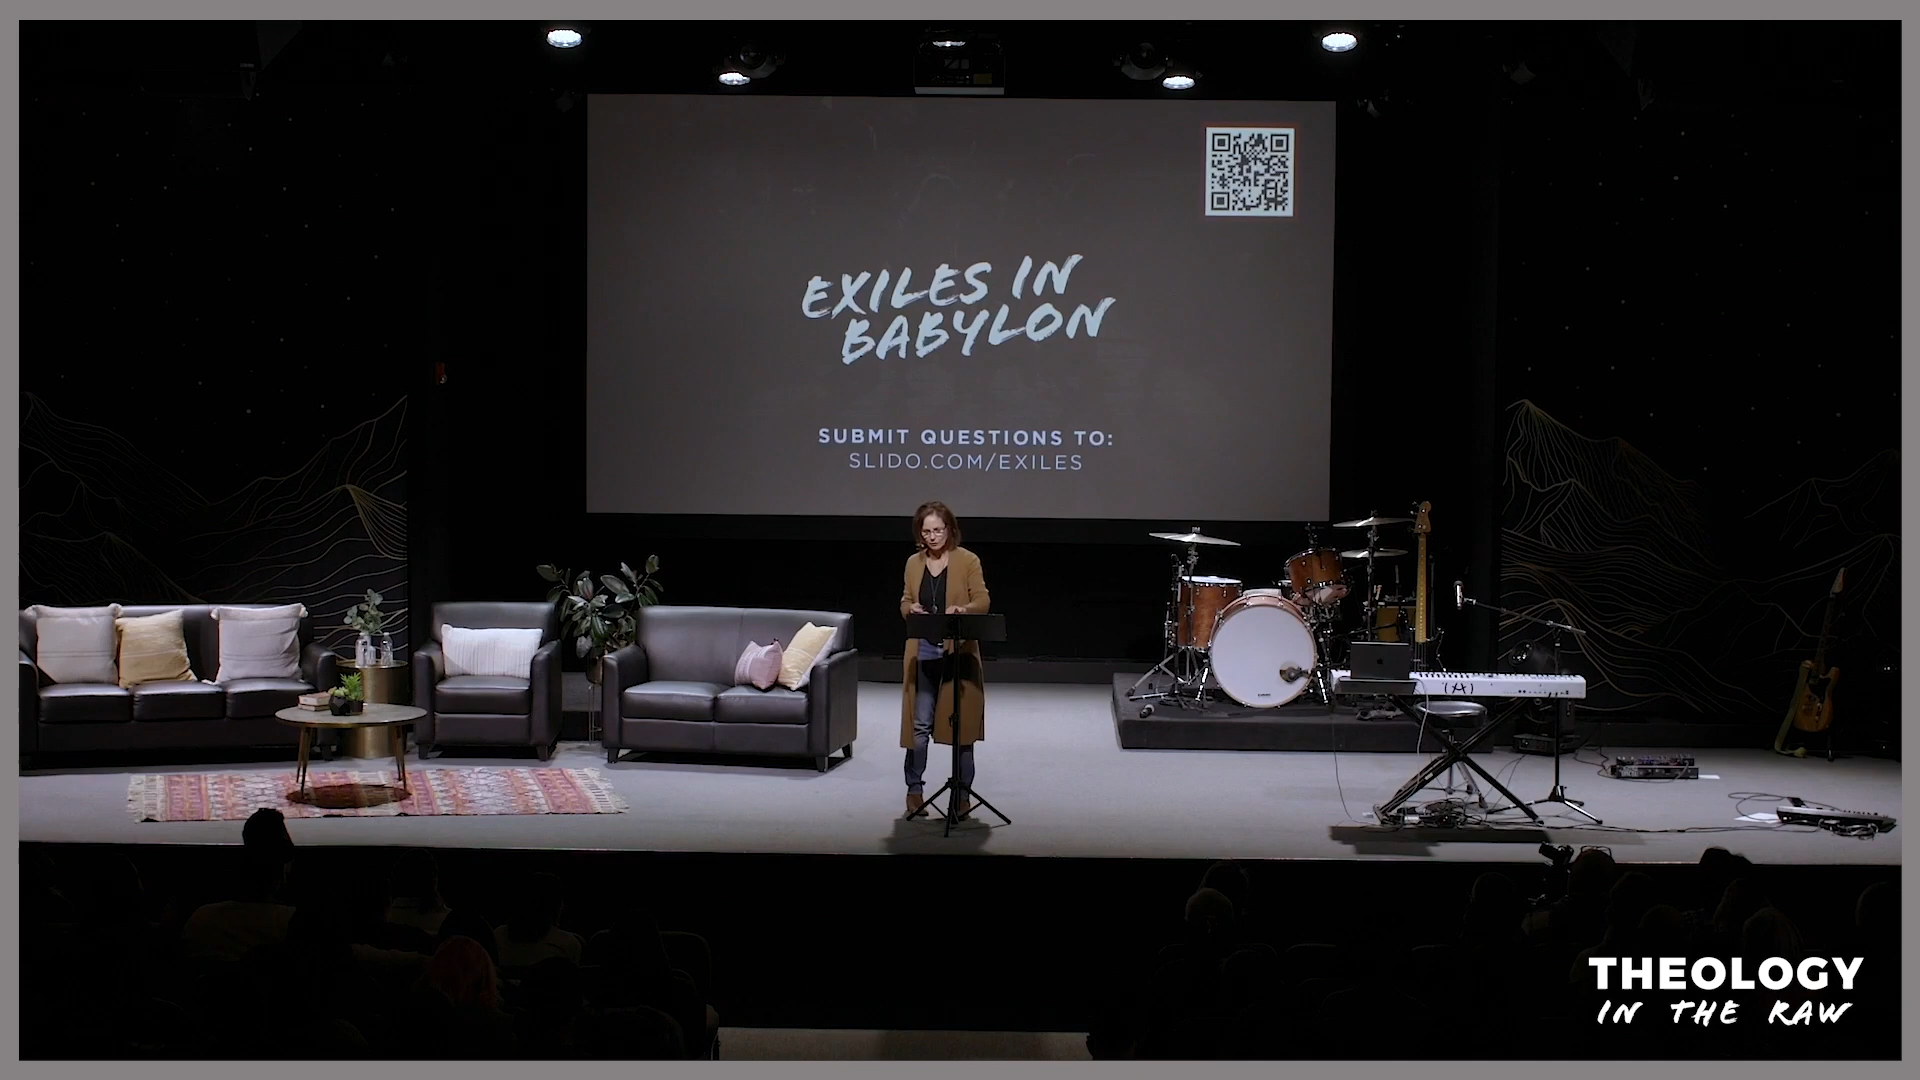 EXILES IN
BABYLON
SUBMIT QUESTIONS TO:
SLIDO.COM/EXILES
(A)
THEOLOGY
IN THE RAW